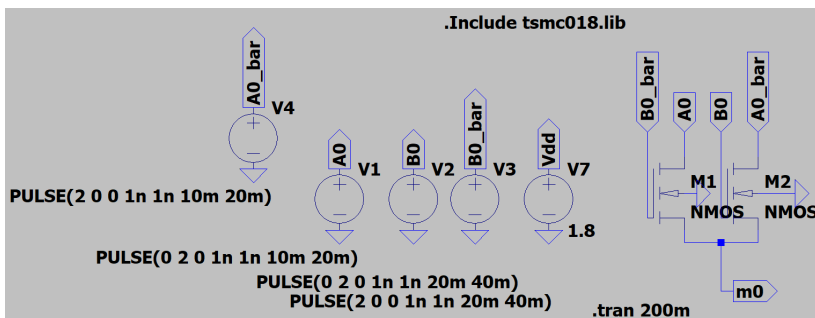 .Include tsmc018.lib
A0_bar
V4
B0_bar
A0
B0
A0_bar
A0
V1
B0
V2
B0_bar
V3
Vdd
V7
M1
M2
NMOS
NMOS
PULSE(2 0 0 1n 1n 10m 20m)
1.8
PULSE(0 2 0 1n 1n 10m 20m)
PULSE(0 2 0 1n 1n 20m 40m)
PULSE(2 0 0 1n 1n 20m 40m)
m0
.tran 200m